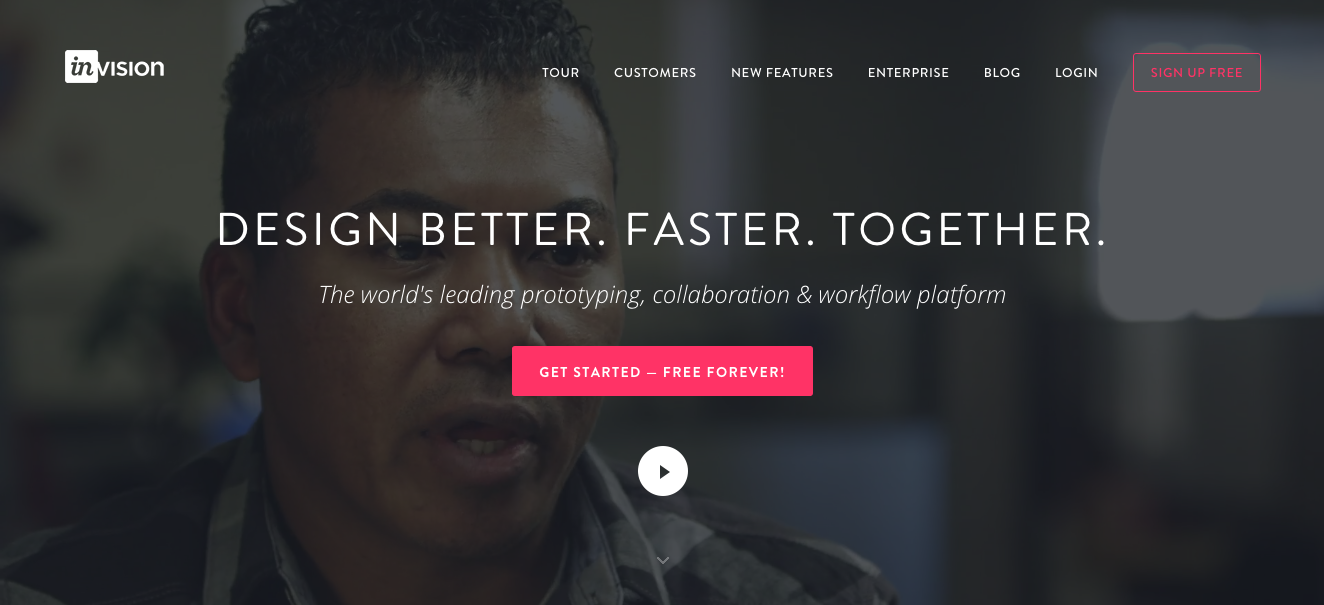 invision
TOUR CUSTOMERS NEW FEATURES ENTERPRISE BLOG LOGIN SIGN UP FREE
DESIGN BETTER. FASTER. TOGETHER.
The world's leading prototyping, collaboration & workflow platform
GET STARTED — FREE FOREVER!